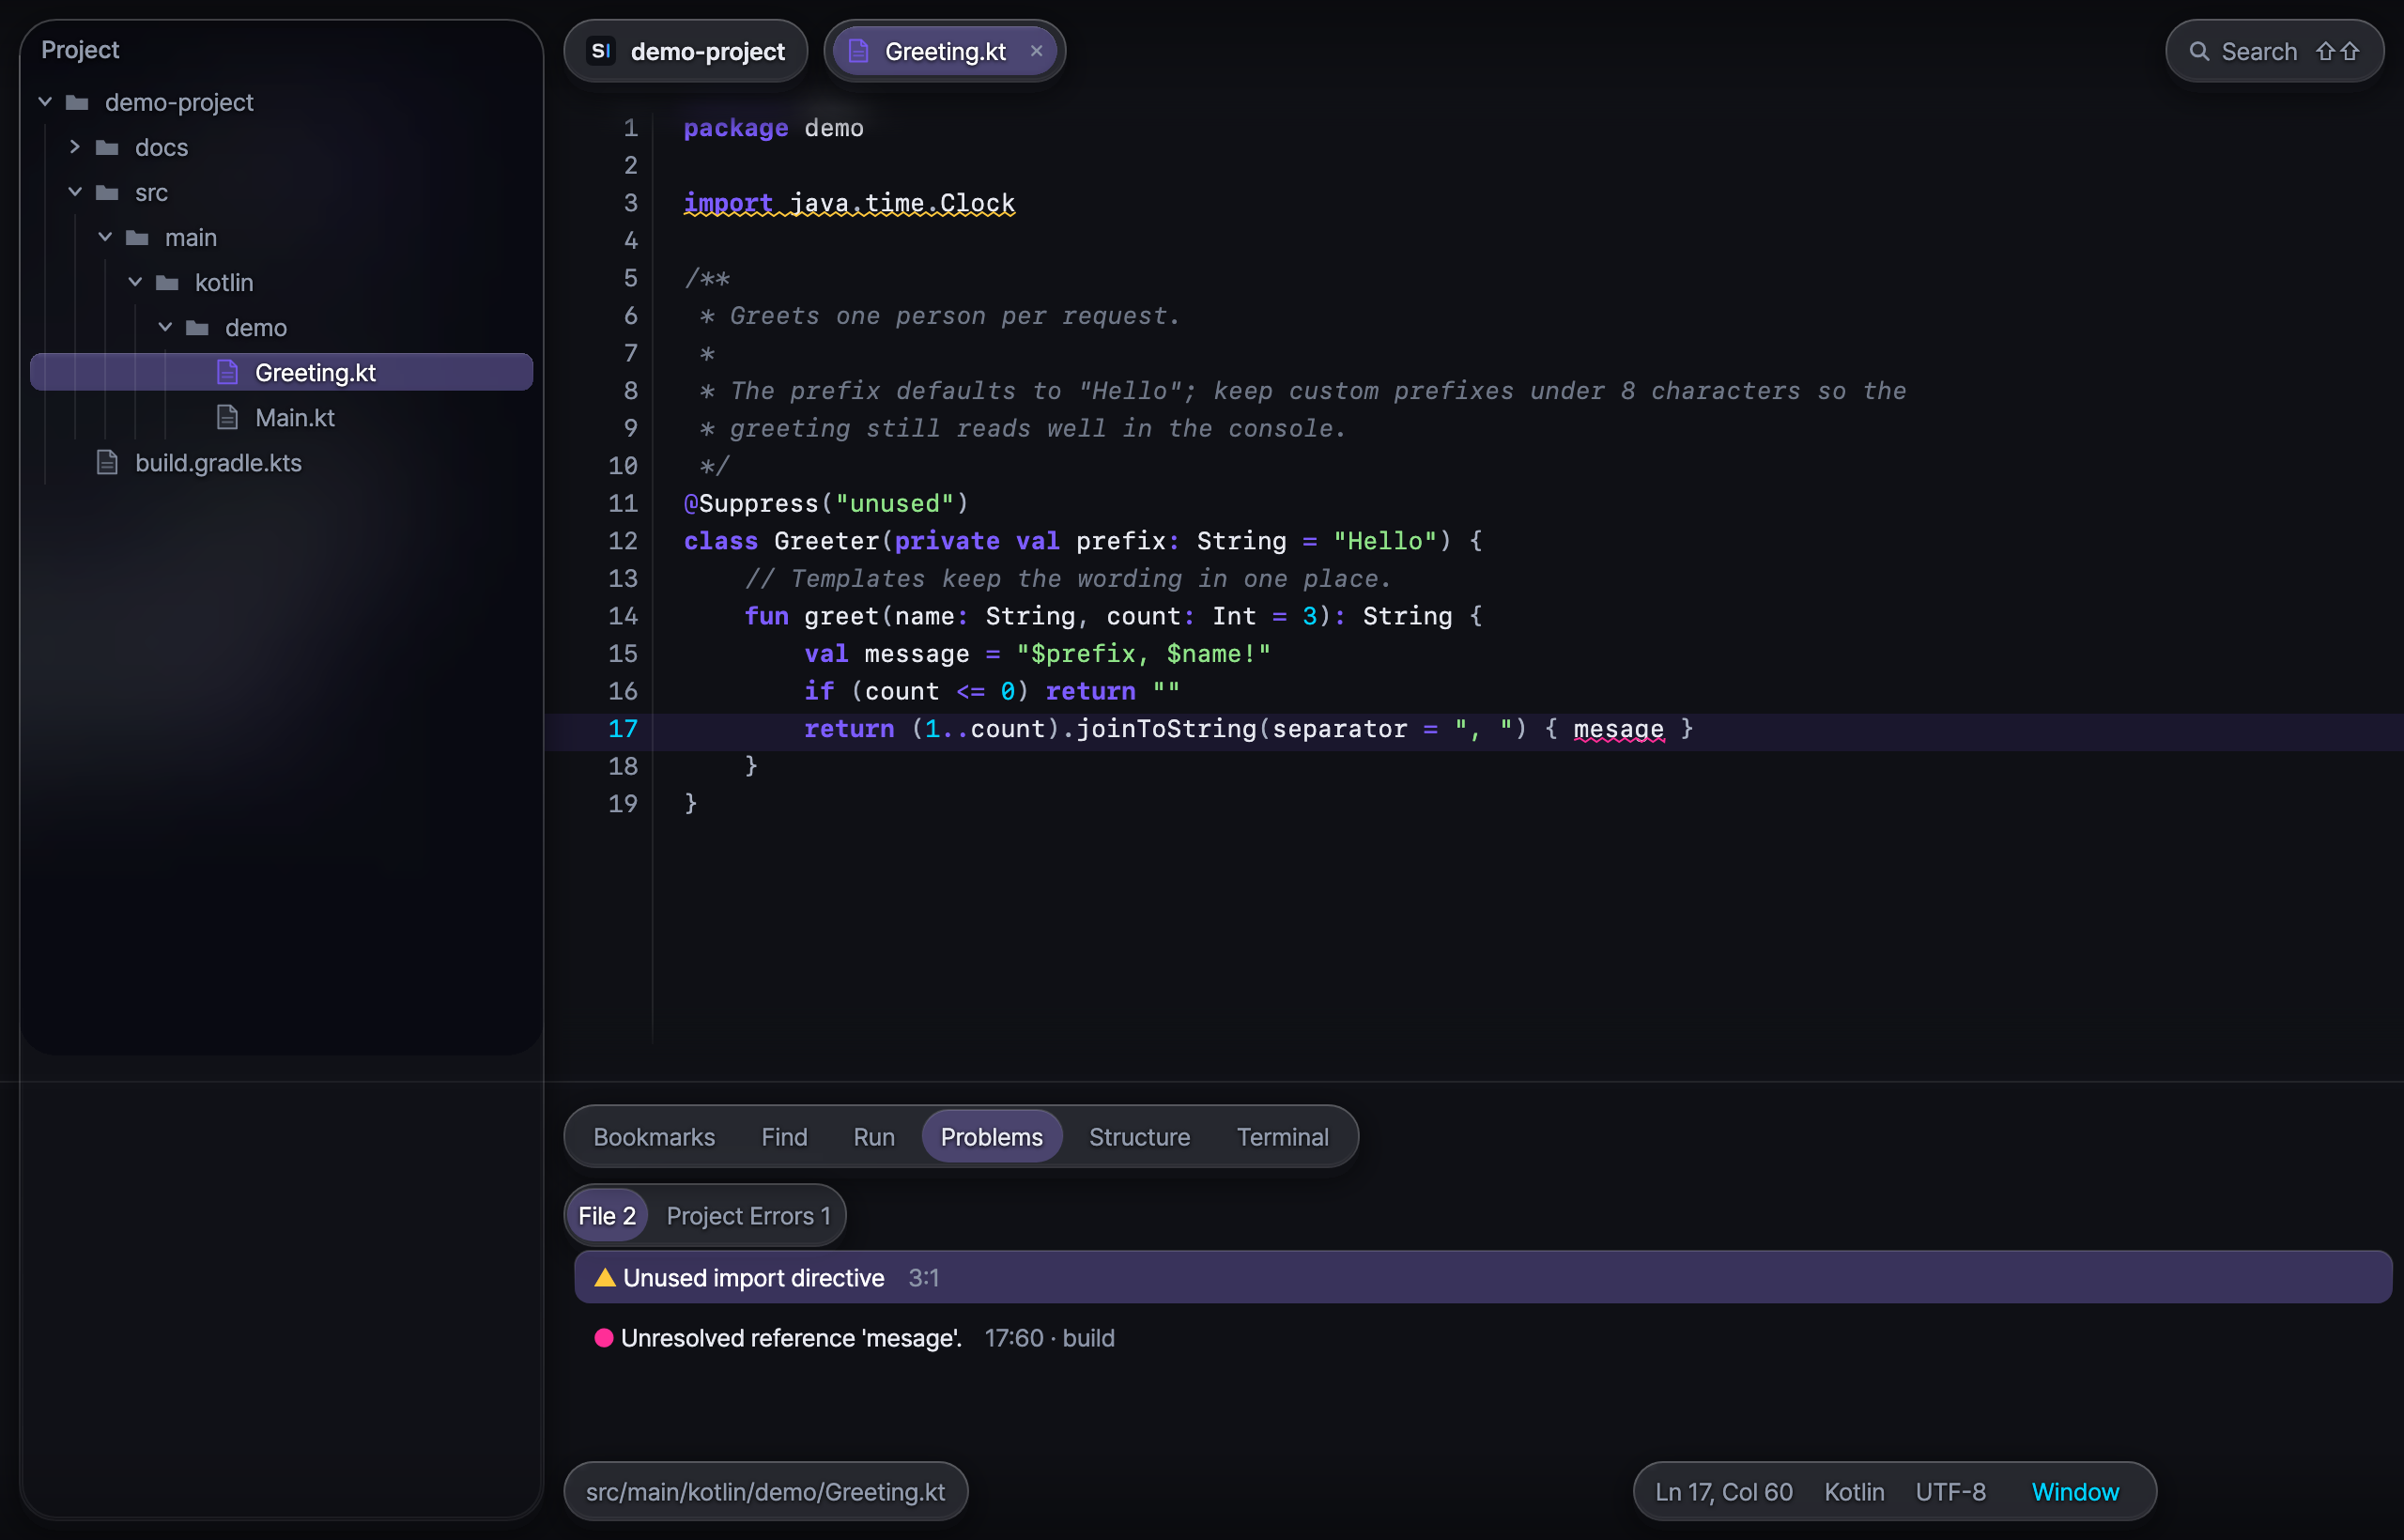 Project
demo-project
docs
src
main
kotlin
demo
Greeting.kt
Main.kt
build.gradle.kts
SI demo-project
Greeting.kt ×
Search ⇧⇧
1 package demo
2
3 import java.time.Clock
4
5 /**
6  * Greets one person per request.
7  *
8  * The prefix defaults to "Hello"; keep custom prefixes under 8 characters so the
9  * greeting still reads well in the console.
10  */
11 @Suppress("unused")
12 class Greeter(private val prefix: String = "Hello") {
13     // Templates keep the wording in one place.
14     fun greet(name: String, count: Int = 3): String {
15         val message = "$prefix, $name!"
16         if (count <= 0) return ""
17         return (1..count).joinToString(separator = ", ") { mesage }
18     }
19 }
Bookmarks Find Run Problems Structure Terminal
File 2 Project Errors 1
Unused import directive 3:1
Unresolved reference 'mesage'. 17:60 · build
src/main/kotlin/demo/Greeting.kt
Ln 17, Col 60 Kotlin UTF-8 Window